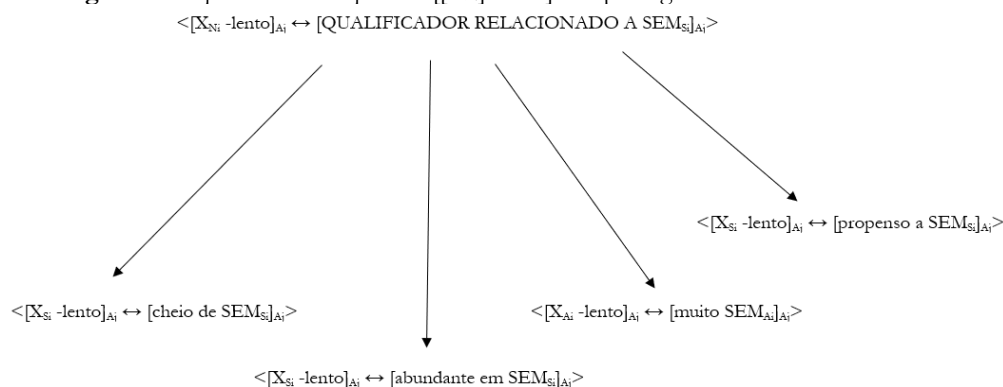 <[X_Ni -lento]_Aj ↔ [QUALIFICADOR RELACIONADO A SEM_Si]_Aj>
<[X_Si -lento]_Aj ↔ [propenso a SEM_Si]_Aj>
<[X_Si -lento]_Aj ↔ [cheio de SEM_Si]_Aj>
<[X_Ai -lento]_Aj ↔ [muito SEM_Ai]_Aj>
<[X_Si -lento]_Aj ↔ [abundante em SEM_Si]_Aj>